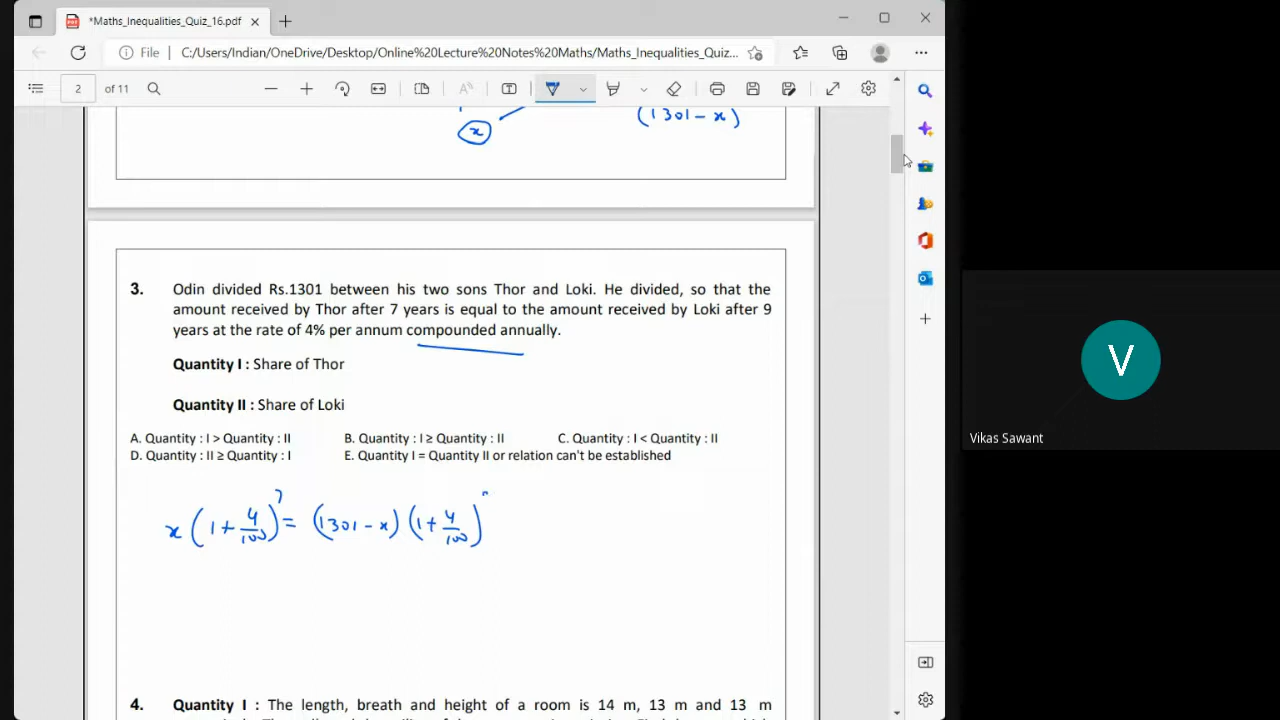 *Maths_Inequalities_Quiz_16.pdf
File C:/Users/Indian/OneDrive/Desktop/Online%20Lecture%20Notes%20Maths/Maths_Inequalities_Quiz...
2 of 11
x (1301 - x)
3. Odin divided Rs.1301 between his two sons Thor and Loki. He divided, so that the
amount received by Thor after 7 years is equal to the amount received by Loki after 9
years at the rate of 4% per annum compounded annually.
Quantity I : Share of Thor
Quantity II : Share of Loki
A. Quantity : I > Quantity : II B. Quantity : I ≥ Quantity : II C. Quantity : I < Quantity : II
D. Quantity : II ≥ Quantity : I E. Quantity I = Quantity II or relation can't be established
x (1 + 4/100)^7 = (1301 - x) (1 + 4/100)
4. Quantity I : The length, breath and height of a room is 14 m, 13 m and 13 m
V
Vikas Sawant